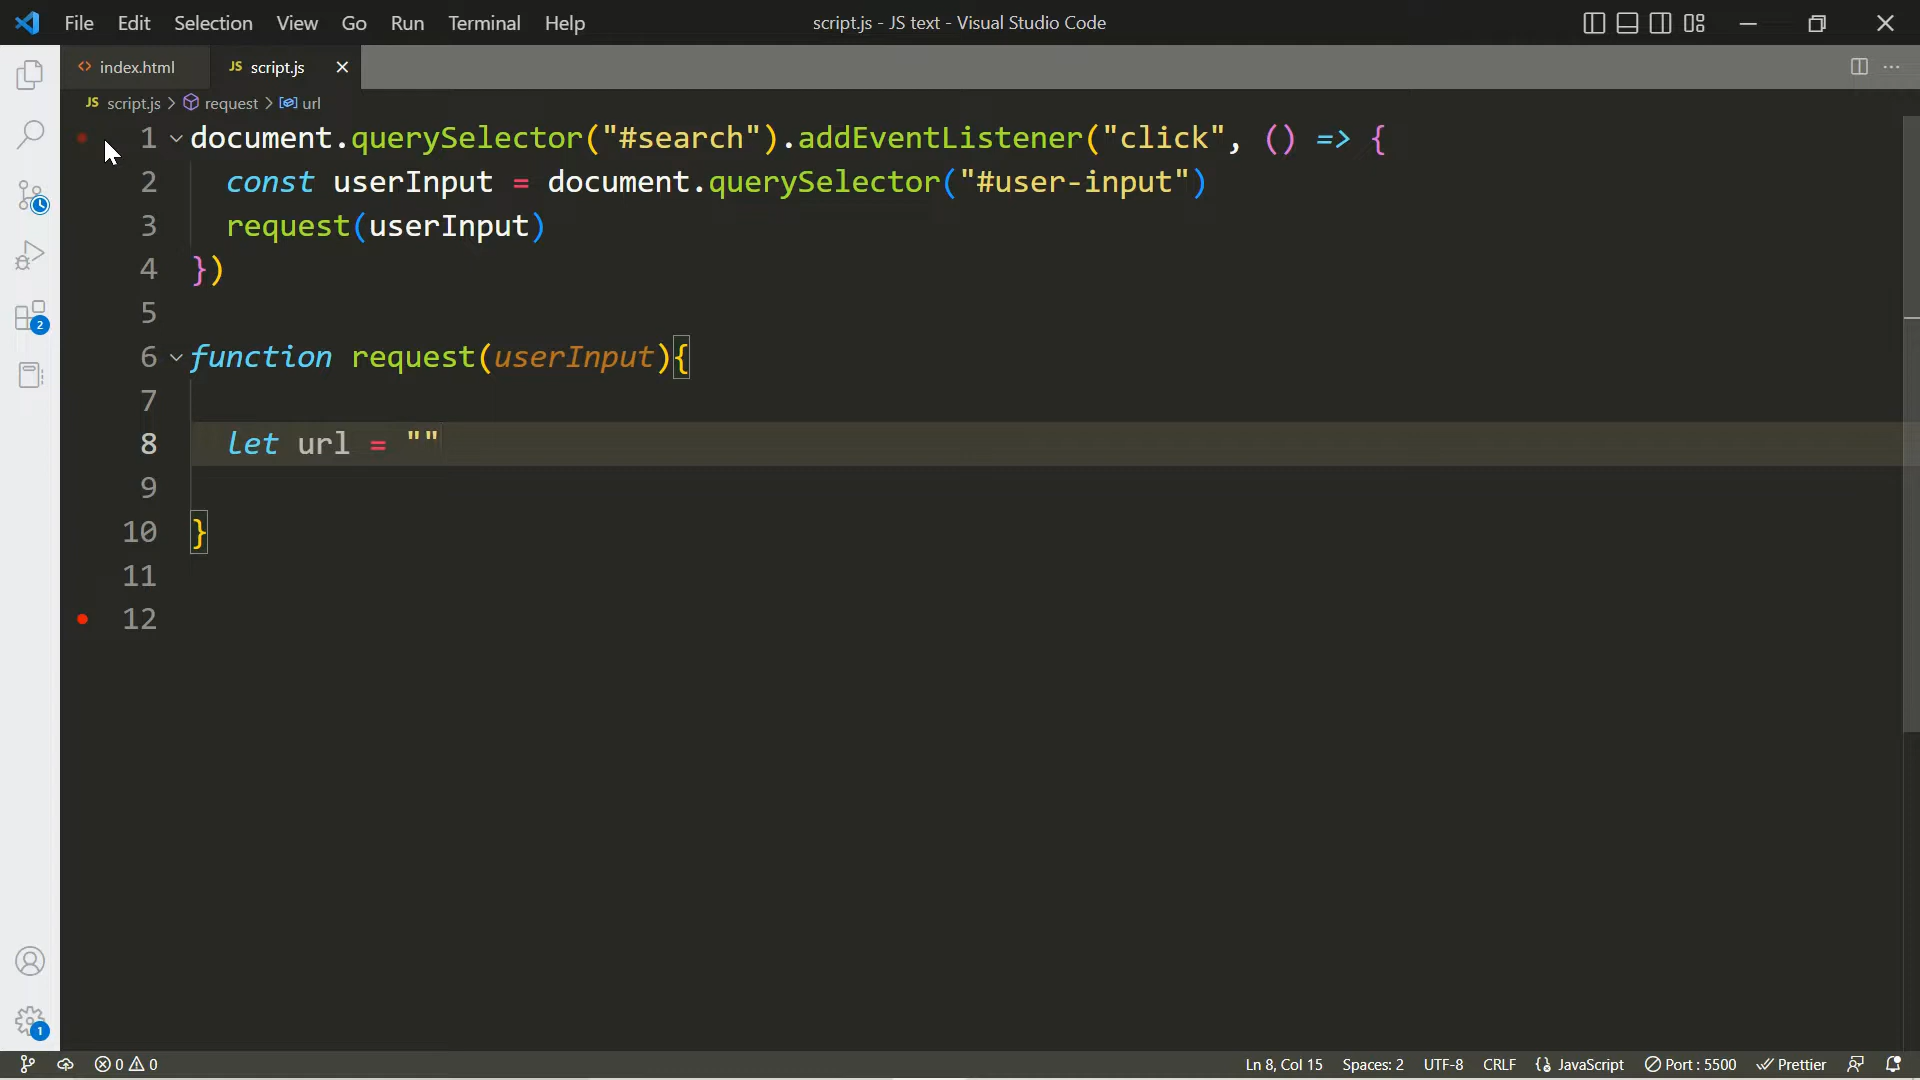 File Edit Selection View Go Run Terminal Help script.js - JS text - Visual Studio Code
index.html JS script.js
JS script.js request url
1 document.querySelector("#search").addEventListener("click", () => {
2 const userInput = document.querySelector("#user-input")
3 request(userInput)
4 })
5
6 function request(userInput){
7
8 let url = ""
9
10 }
11
12
2
1
0 0 Ln 8, Col 15 Spaces: 2 UTF-8 CRLF JavaScript Port : 5500 Prettier